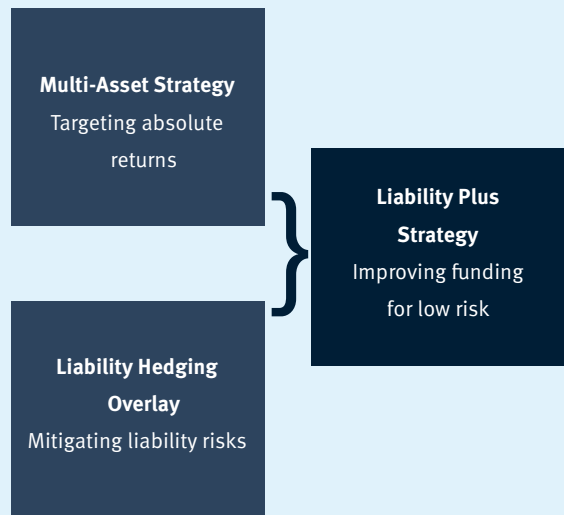 Multi-Asset Strategy
Targeting absolute
returns
Liability Hedging
Overlay
Mitigating liability risks
}
Liability Plus
Strategy
Improving funding
for low risk